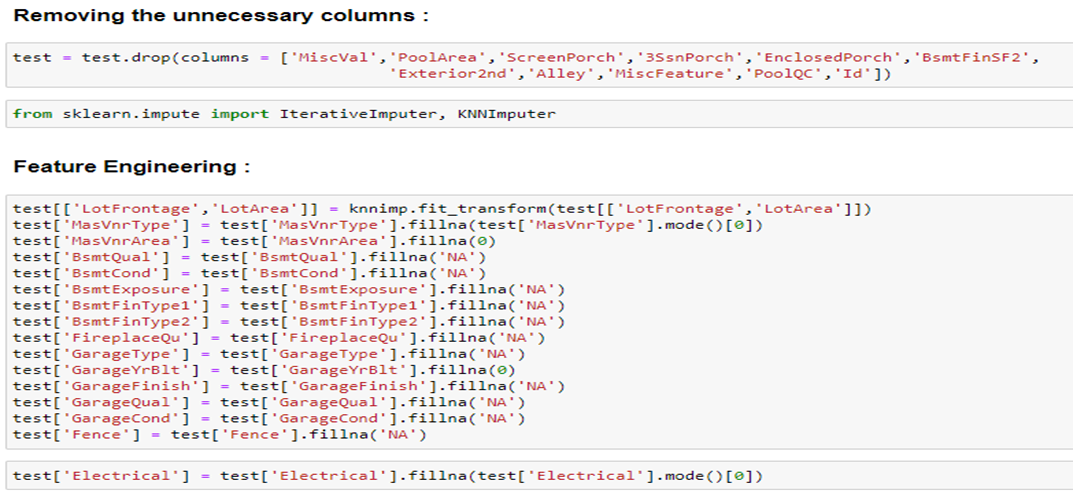 Removing the unnecessary columns :
test = test.drop(columns = ['MiscVal','PoolArea','ScreenPorch','3SsnPorch','EnclosedPorch','BsmtFinSF2',
'Exterior2nd','Alley','MiscFeature','PoolQC','Id'])
from sklearn.impute import IterativeImputer, KNNImputer
Feature Engineering :
test[['LotFrontage','LotArea']] = knnimp.fit_transform(test[['LotFrontage','LotArea']])
test['MasVnrType'] = test['MasVnrType'].fillna(test['MasVnrType'].mode()[0])
test['MasVnrArea'] = test['MasVnrArea'].fillna(0)
test['BsmtQual'] = test['BsmtQual'].fillna('NA')
test['BsmtCond'] = test['BsmtCond'].fillna('NA')
test['BsmtExposure'] = test['BsmtExposure'].fillna('NA')
test['BsmtFinType1'] = test['BsmtFinType1'].fillna('NA')
test['BsmtFinType2'] = test['BsmtFinType2'].fillna('NA')
test['FireplaceQu'] = test['FireplaceQu'].fillna('NA')
test['GarageType'] = test['GarageType'].fillna('NA')
test['GarageYrBlt'] = test['GarageYrBlt'].fillna(0)
test['GarageFinish'] = test['GarageFinish'].fillna('NA')
test['GarageQual'] = test['GarageQual'].fillna('NA')
test['GarageCond'] = test['GarageCond'].fillna('NA')
test['Fence'] = test['Fence'].fillna('NA')
test['Electrical'] = test['Electrical'].fillna(test['Electrical'].mode()[0])